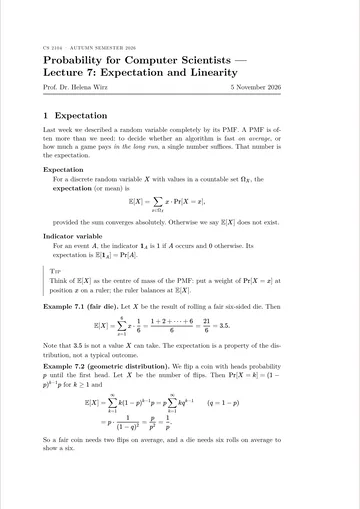 CS 2104 · AUTUMN SEMESTER 2026
Probability for Computer Scientists —
Lecture 7: Expectation and Linearity
Prof. Dr. Helena Wirz 5 November 2026
1 Expectation
Last week we described a random variable completely by its PMF. A PMF is of-
ten more than we need: to decide whether an algorithm is fast on average, or
how much a game pays in the long run, a single number suffices. That number is
the expectation.
Expectation
For a discrete random variable X with values in a countable set Ω_X, the
expectation (or mean) is
𝔼[X] = ∑_{x∈Ω_X} x · Pr[X = x],
provided the sum converges absolutely. Otherwise we say 𝔼[X] does not exist.
Indicator variable
For an event A, the indicator 𝟏_A is 1 if A occurs and 0 otherwise. Its
expectation is 𝔼[𝟏_A] = Pr[A].
TIP
Think of 𝔼[X] as the centre of mass of the PMF: put a weight of Pr[X = x] at
position x on a ruler; the ruler balances at 𝔼[X].
Example 7.1 (fair die). Let X be the result of rolling a fair six-sided die. Then
𝔼[X] = ∑_{x=1}^{6} x · 1/6 = (1 + 2 + ··· + 6)/6 = 21/6 = 3.5.
Note that 3.5 is not a value X can take. The expectation is a property of the dis-
tribution, not a typical outcome.
Example 7.2 (geometric distribution). We flip a coin with heads probability
p until the first head. Let X be the number of flips. Then Pr[X = k] = (1 −
p)^{k−1}p for k ≥ 1 and
𝔼[X] = ∑_{k=1}^{∞} k(1 − p)^{k−1}p = p ∑_{k=1}^{∞} kq^{k−1} (q = 1 − p)
= p · 1/(1 − q)² = p/p² = 1/p.
So a fair coin needs two flips on average, and a die needs six rolls on average to
show a six.